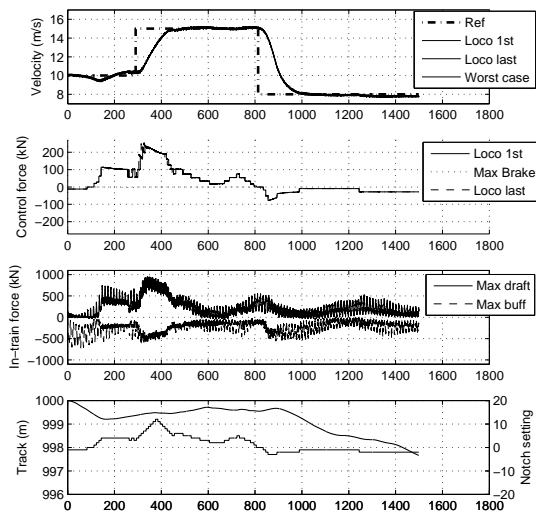 16
14
12
10
8
Velocity (m/s)
Ref
Loco 1st
Loco last
Worst case
0 200 400 600 800 1000 1200 1400 1600 1800
200
100
0
−100
−200
Control force (kN)
Loco 1st
Max Brake
Loco last
0 200 400 600 800 1000 1200 1400 1600 1800
1000
500
0
−500
−1000
In−train force (kN)
Max draft
Max buff
0 200 400 600 800 1000 1200 1400 1600 1800
1000
999
998
997
996
Track (m)
20
10
0
−10
−20
Notch setting
0 200 400 600 800 1000 1200 1400 1600 1800